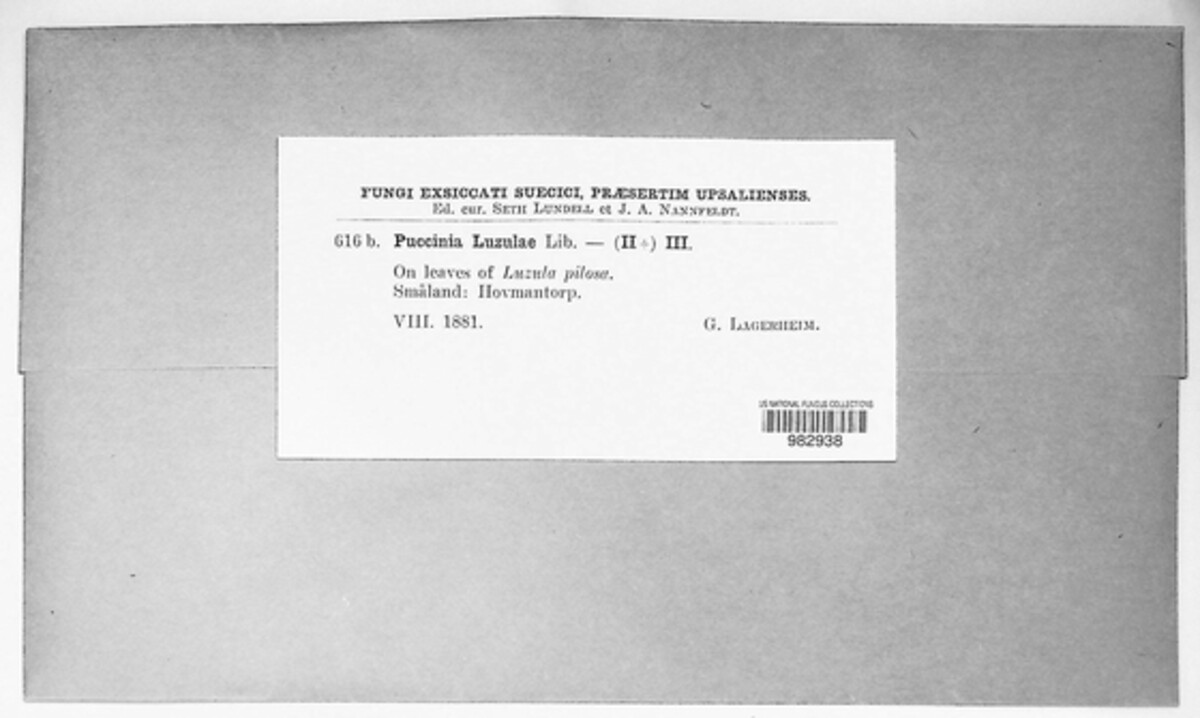 FUNGI EXSICCATI SUECICI, PRÆSERTIM UPSALIENSES.
Ed. cur. SETH LUNDELL et J. A. NANNFELDT.
616 b. Puccinia Luzulae Lib. — (II+) III.
On leaves of Luzula pilosa.
Småland: Hovmantorp.
VIII. 1881. G. LAGERHEIM.
US NATIONAL FUNGUS COLLECTIONS
982938